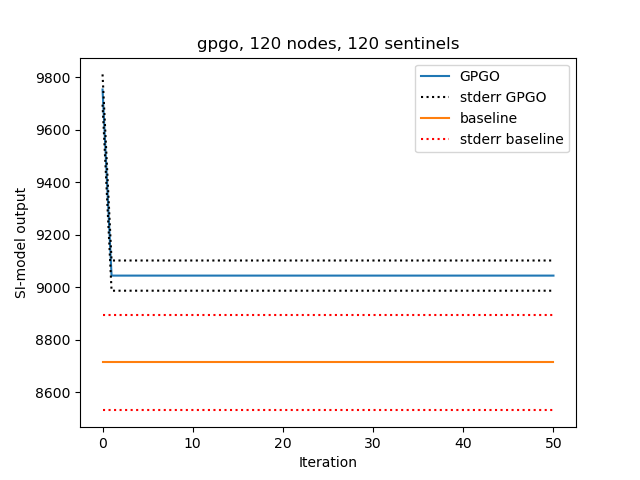 gpgo, 120 nodes, 120 sentinels
GPGO
stderr GPGO
baseline
stderr baseline
9800
9600
9400
9200
9000
8800
8600
SI-model output
0 10 20 30 40 50
Iteration